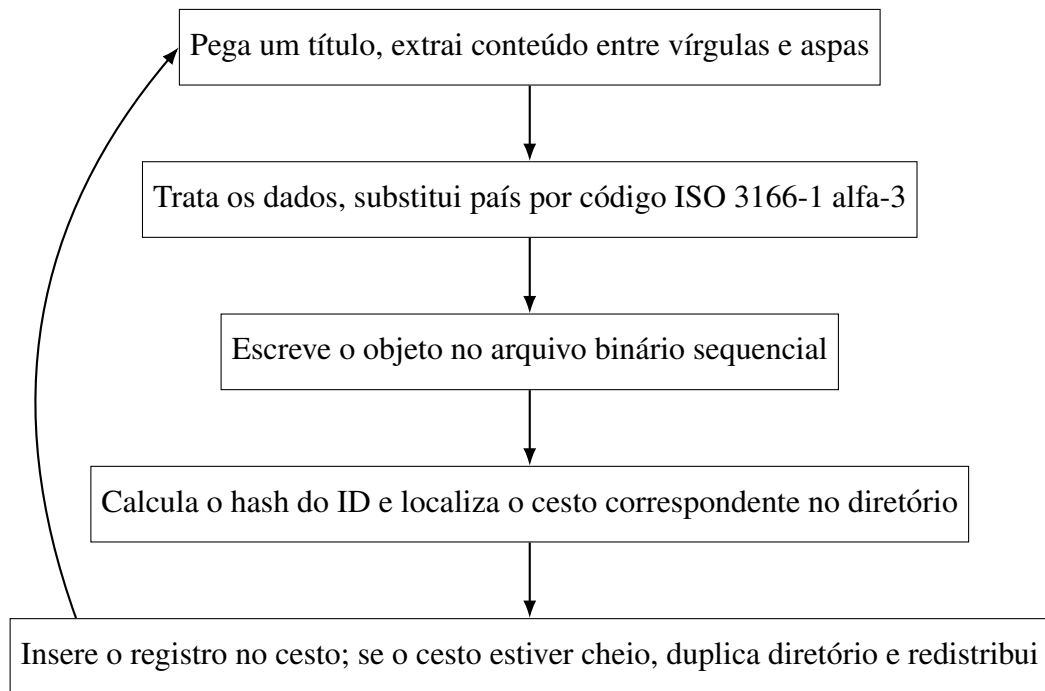 Pega um título, extrai conteúdo entre vírgulas e aspas
Trata os dados, substitui país por código ISO 3166-1 alfa-3
Escreve o objeto no arquivo binário sequencial
Calcula o hash do ID e localiza o cesto correspondente no diretório
Insere o registro no cesto; se o cesto estiver cheio, duplica diretório e redistribui